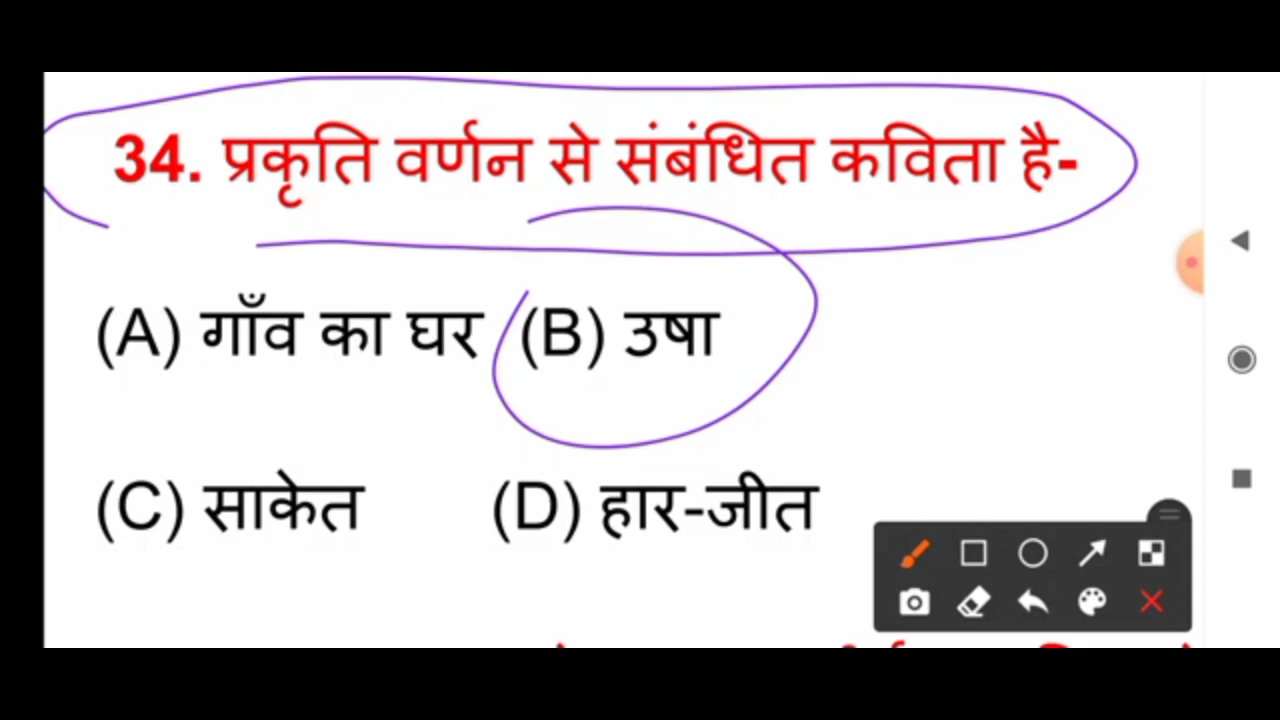 34. प्रकृति वर्णन से संबंधित कविता है-
(A) गाँव का घर (B) उषा
(C) साकेत (D) हार-जीत